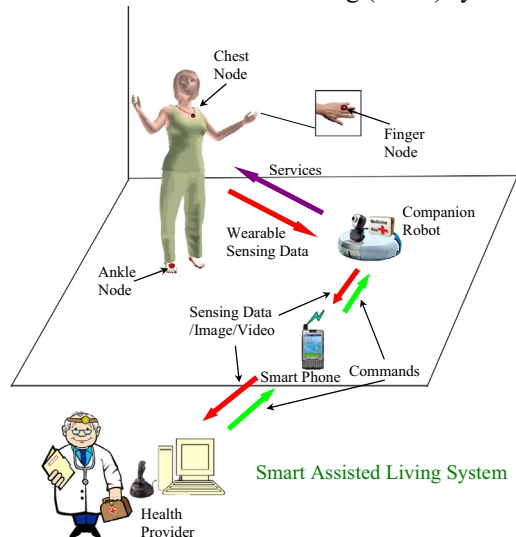 Chest
Node
Finger
Node
Services
Companion
Robot
Wearable
Sensing Data
Ankle
Node
Sensing Data
/Image/Video
Smart Phone
Commands
Smart Assisted Living System
Health
Provider